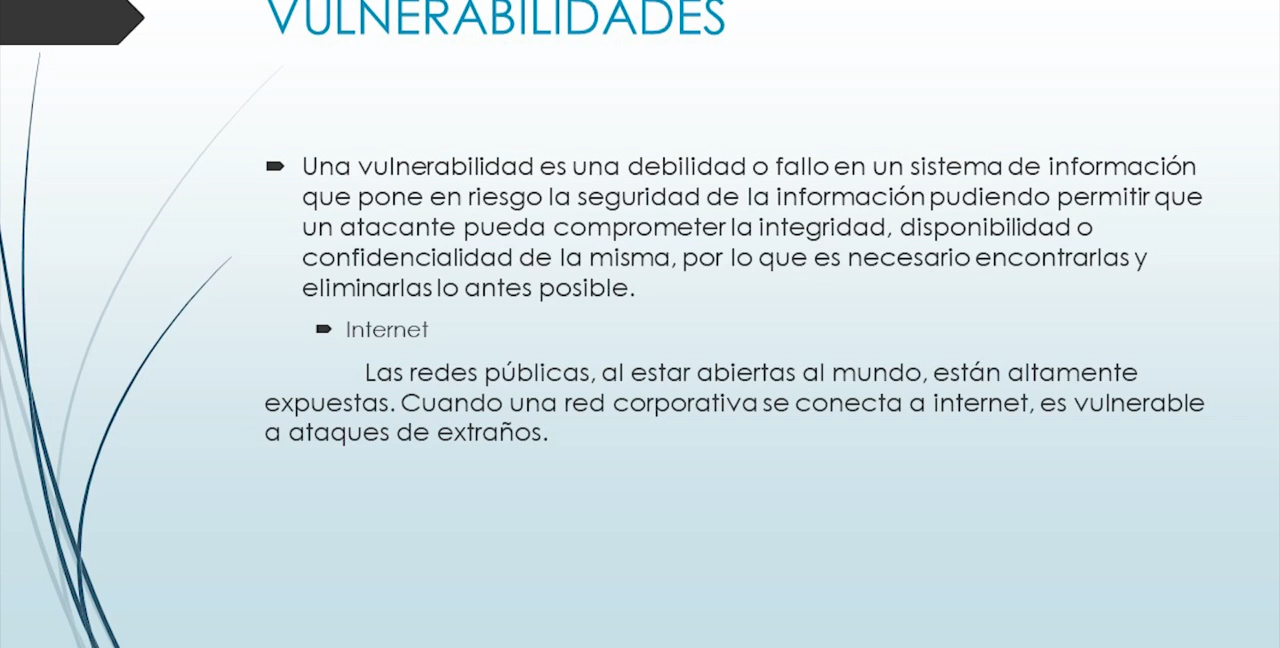 VULNERABILIDADES
Una vulnerabilidad es una debilidad o fallo en un sistema de información
que pone en riesgo la seguridad de la información pudiendo permitir que
un atacante pueda comprometer la integridad, disponibilidad o
confidencialidad de la misma, por lo que es necesario encontrarlas y
eliminarlas lo antes posible.
Internet
Las redes públicas, al estar abiertas al mundo, están altamente
expuestas. Cuando una red corporativa se conecta a internet, es vulnerable
a ataques de extraños.